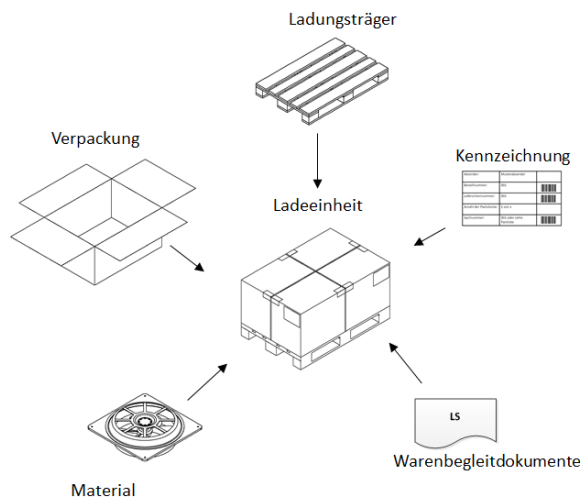 Ladungsträger
Verpackung
Kennzeichnung
Ladeeinheit
LS
Warenbegleitdokumente
Material